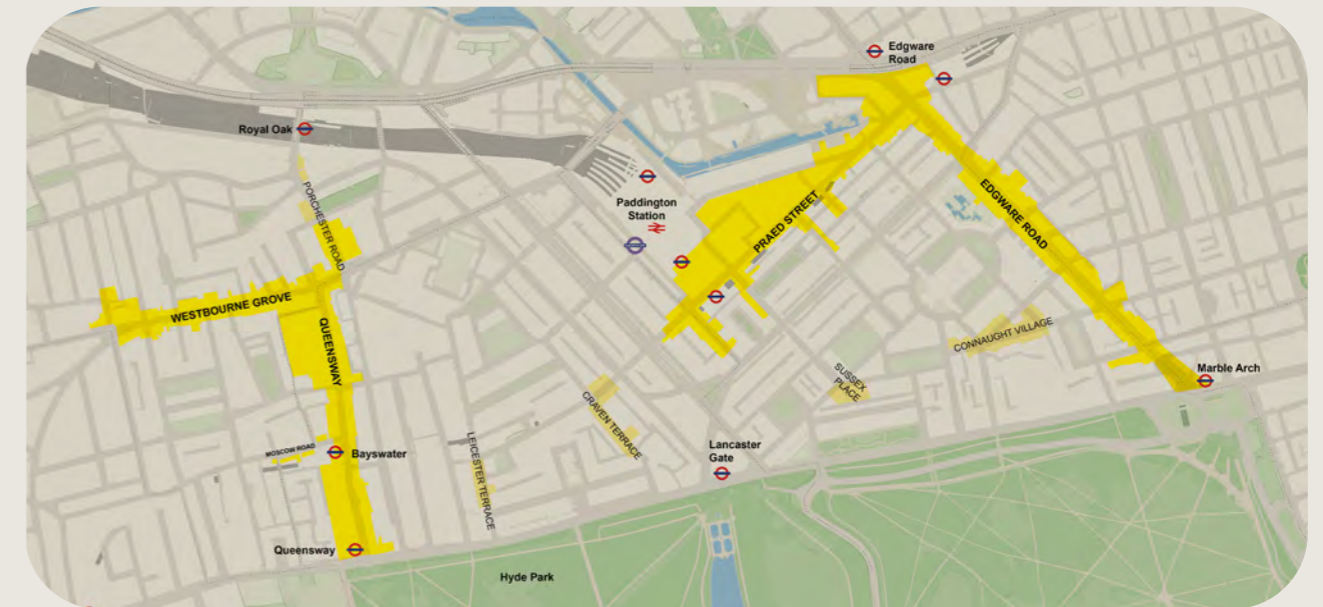 Edgware
Road
Royal Oak
PORCHESTER ROAD
Paddington
Station
PRAED STREET
EDGWARE ROAD
WESTBOURNE GROVE
QUEENSWAY
CONNAUGHT VILLAGE
SUSSEX
PLACE
Marble Arch
CRAVEN TERRACE
LEICESTER TERRACE
MOSCOW ROAD
Bayswater
Lancaster
Gate
Queensway
Hyde Park